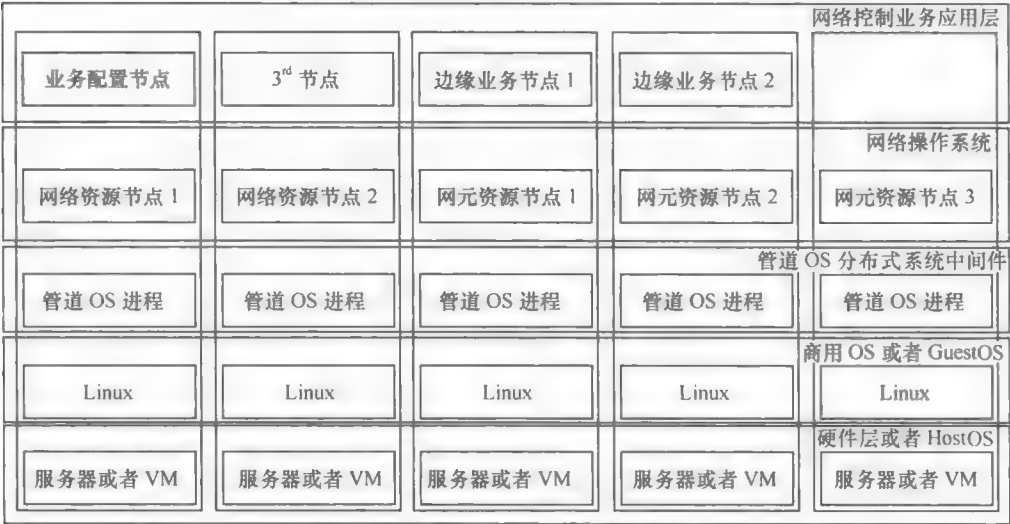 网络控制业务应用层
业务配置节点
3rd 节点
边缘业务节点 1
边缘业务节点 2
网络操作系统
网络资源节点 1
网络资源节点 2
网元资源节点 1
网元资源节点 2
网元资源节点 3
管道 OS 分布式系统中间件
管道 OS 进程
管道 OS 进程
管道 OS 进程
管道 OS 进程
管道 OS 进程
商用 OS 或者 GuestOS
Linux
Linux
Linux
Linux
Linux
硬件层或者 HostOS
服务器或者 VM
服务器或者 VM
服务器或者 VM
服务器或者 VM
服务器或者 VM